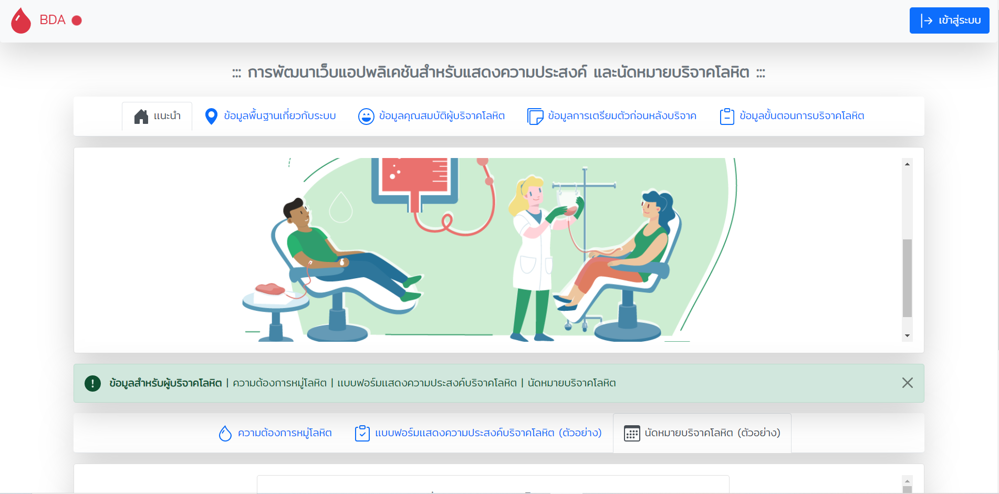 BDA
เข้าสู่ระบบ
::: การพัฒนาเว็บแอปพลิเคชันสำหรับแสดงความประสงค์ และนัดหมายบริจาคโลหิต :::
แนะนำ ข้อมูลพื้นฐานเกี่ยวกับระบบ ข้อมูลคุณสมบัติผู้บริจาคโลหิต ข้อมูลการเตรียมตัวก่อนหลังบริจาค ข้อมูลขั้นตอนการบริจาคโลหิต
ข้อมูลสำหรับผู้บริจาคโลหิต | ความต้องการหมู่โลหิต | แบบฟอร์มแสดงความประสงค์บริจาคโลหิต | นัดหมายบริจาคโลหิต
ความต้องการหมู่โลหิต แบบฟอร์มแสดงความประสงค์บริจาคโลหิต (ตัวอย่าง) นัดหมายบริจาคโลหิต (ตัวอย่าง)